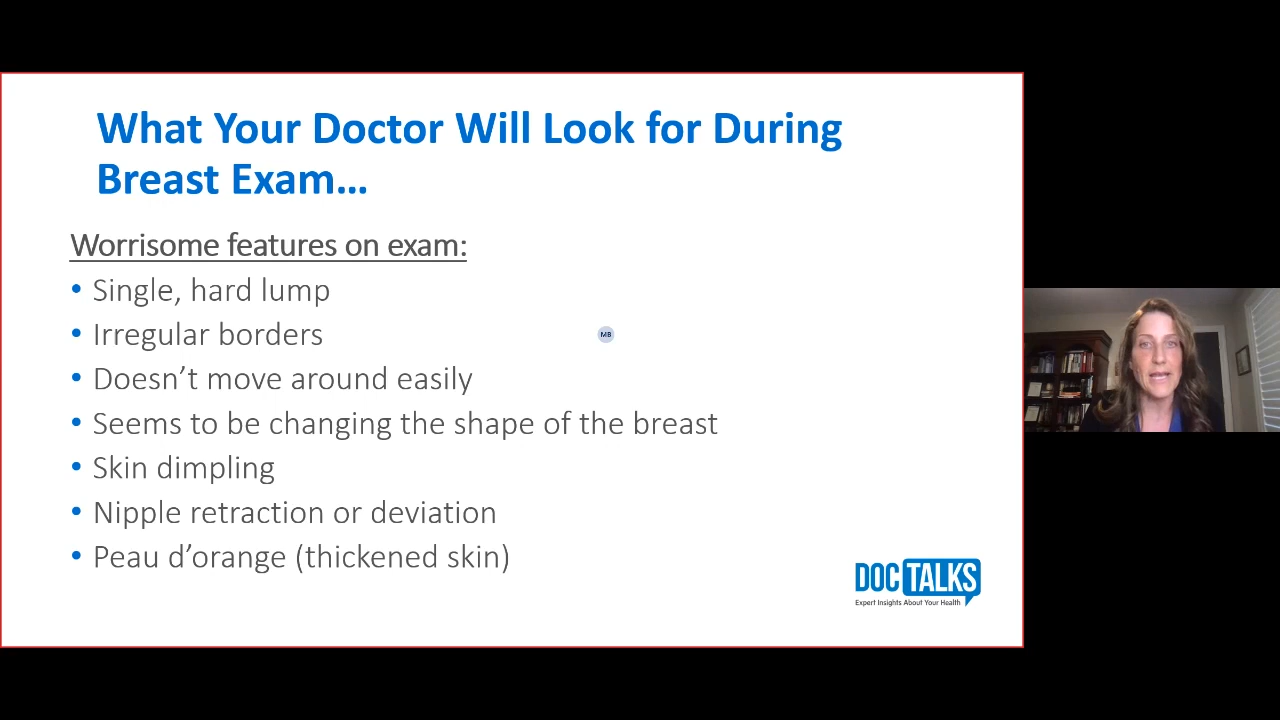 What Your Doctor Will Look for During
Breast Exam...
Worrisome features on exam:
• Single, hard lump
• Irregular borders
MB
• Doesn’t move around easily
• Seems to be changing the shape of the breast
• Skin dimpling
• Nipple retraction or deviation
• Peau d’orange (thickened skin)
DOC TALKS
Expert Insights About Your Health